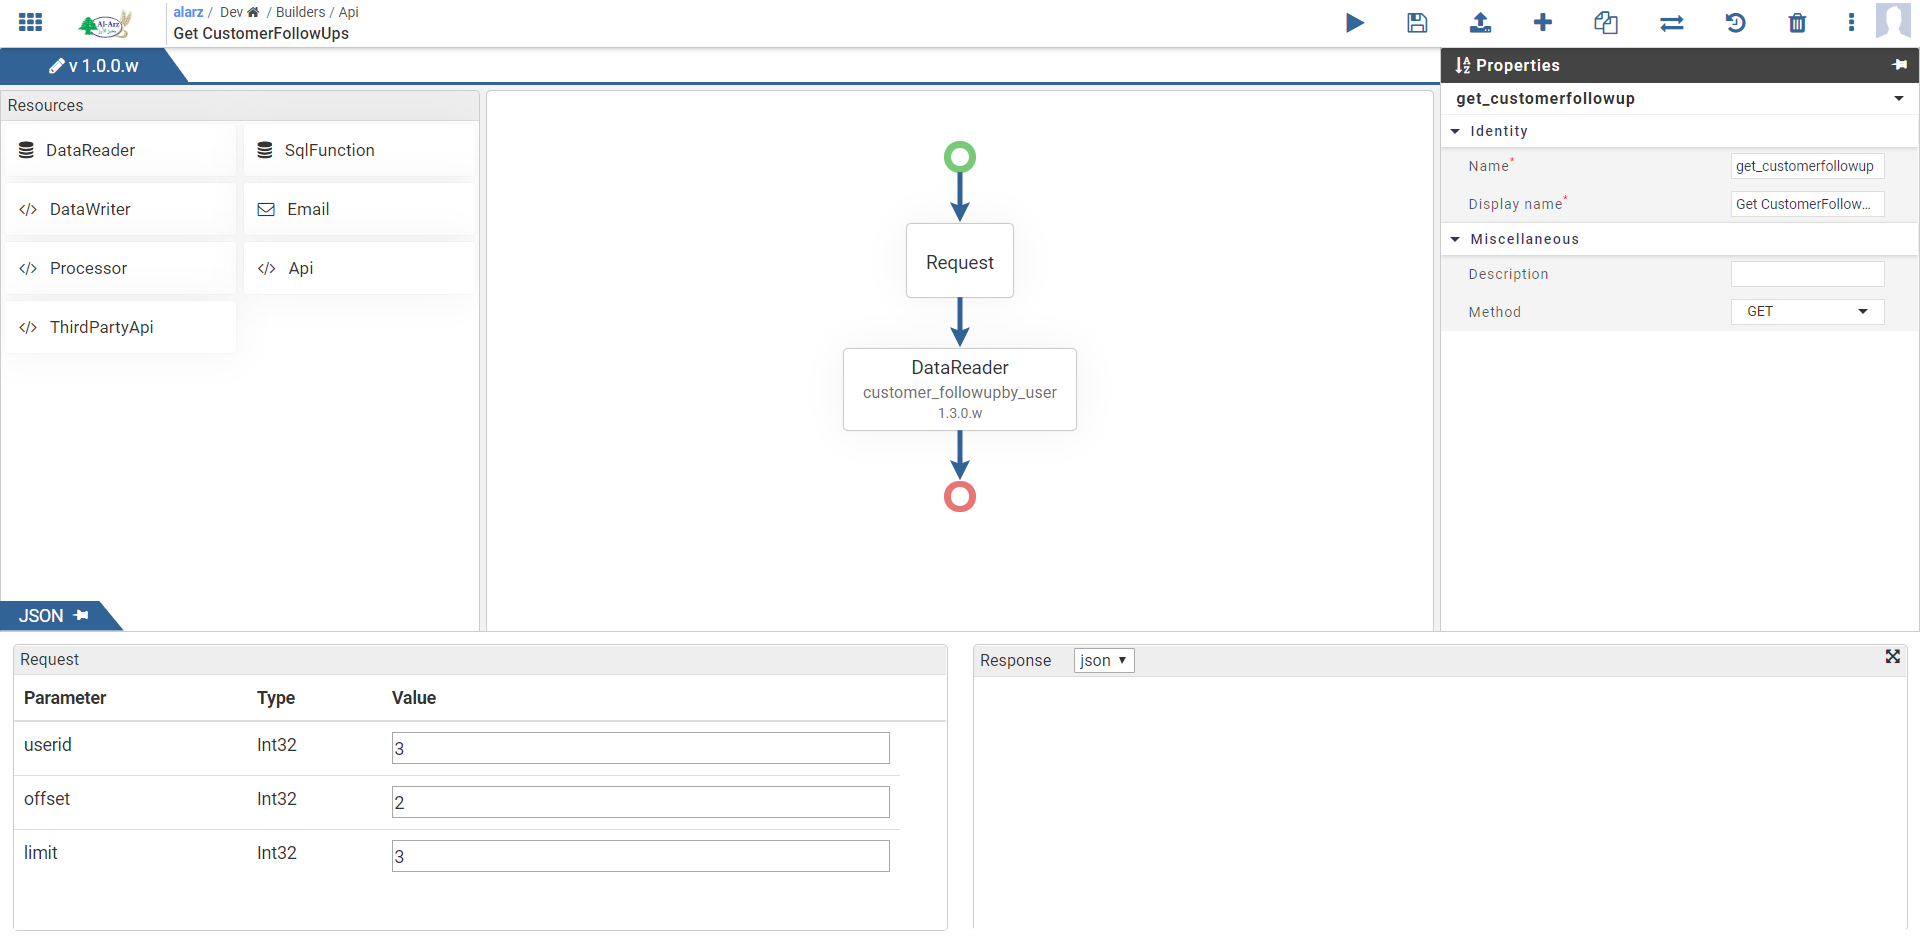 Al-Arz
alarz / Dev / Builders / Api
Get CustomerFollowUps
v 1.0.0.w
Resources
DataReader
SqlFunction
DataWriter
Email
Processor
Api
ThirdPartyApi
Request
DataReader
customer_followupby_user
1.3.0.w
Properties
get_customerfollowup
Identity
Name*
get_customerfollowup
Display name*
Get CustomerFollow...
Miscellaneous
Description
Method
GET
JSON
Request
Parameter Type Value
userid Int32 3
offset Int32 2
limit Int32 3
Response json